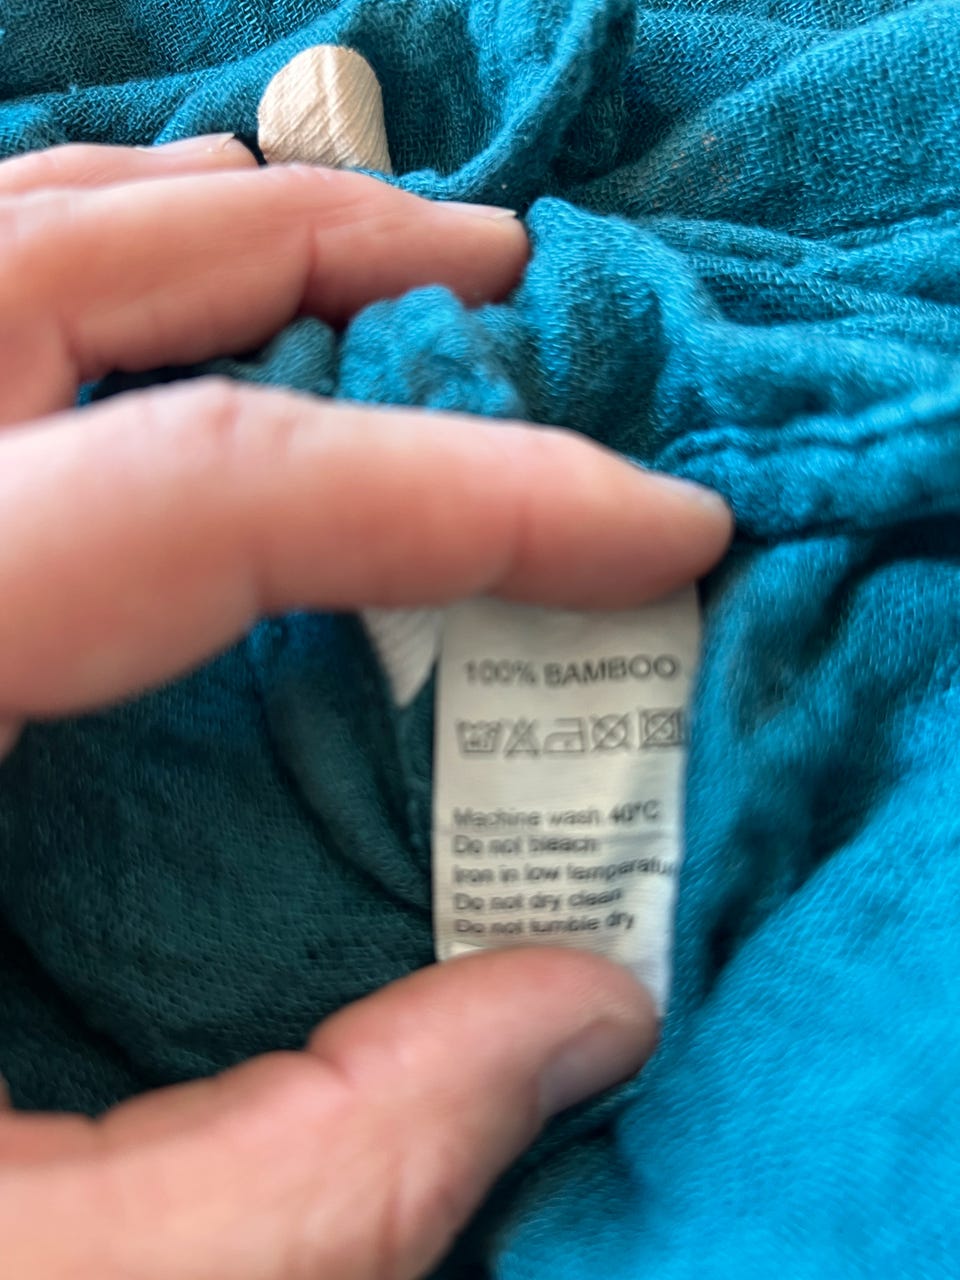 100% BAMBOO
Machine wash 40°C
Do not bleach
Iron in low temperatu
Do not dry clean
Do not tumble dry